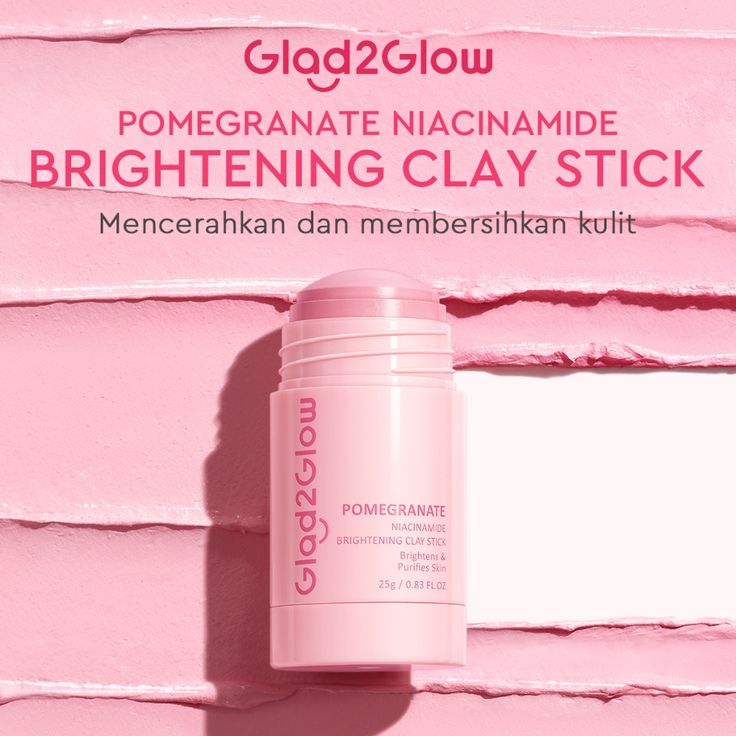 Glad2Glow
POMEGRANATE NIACINAMIDE
BRIGHTENING CLAY STICK
Mencerahkan dan membersihkan kulit
Glad2Glow
POMEGRANATE
NIACINAMIDE
BRIGHTENING CLAY STICK
Brightens &
Purifies Skin
25g / 0.83 FL.OZ